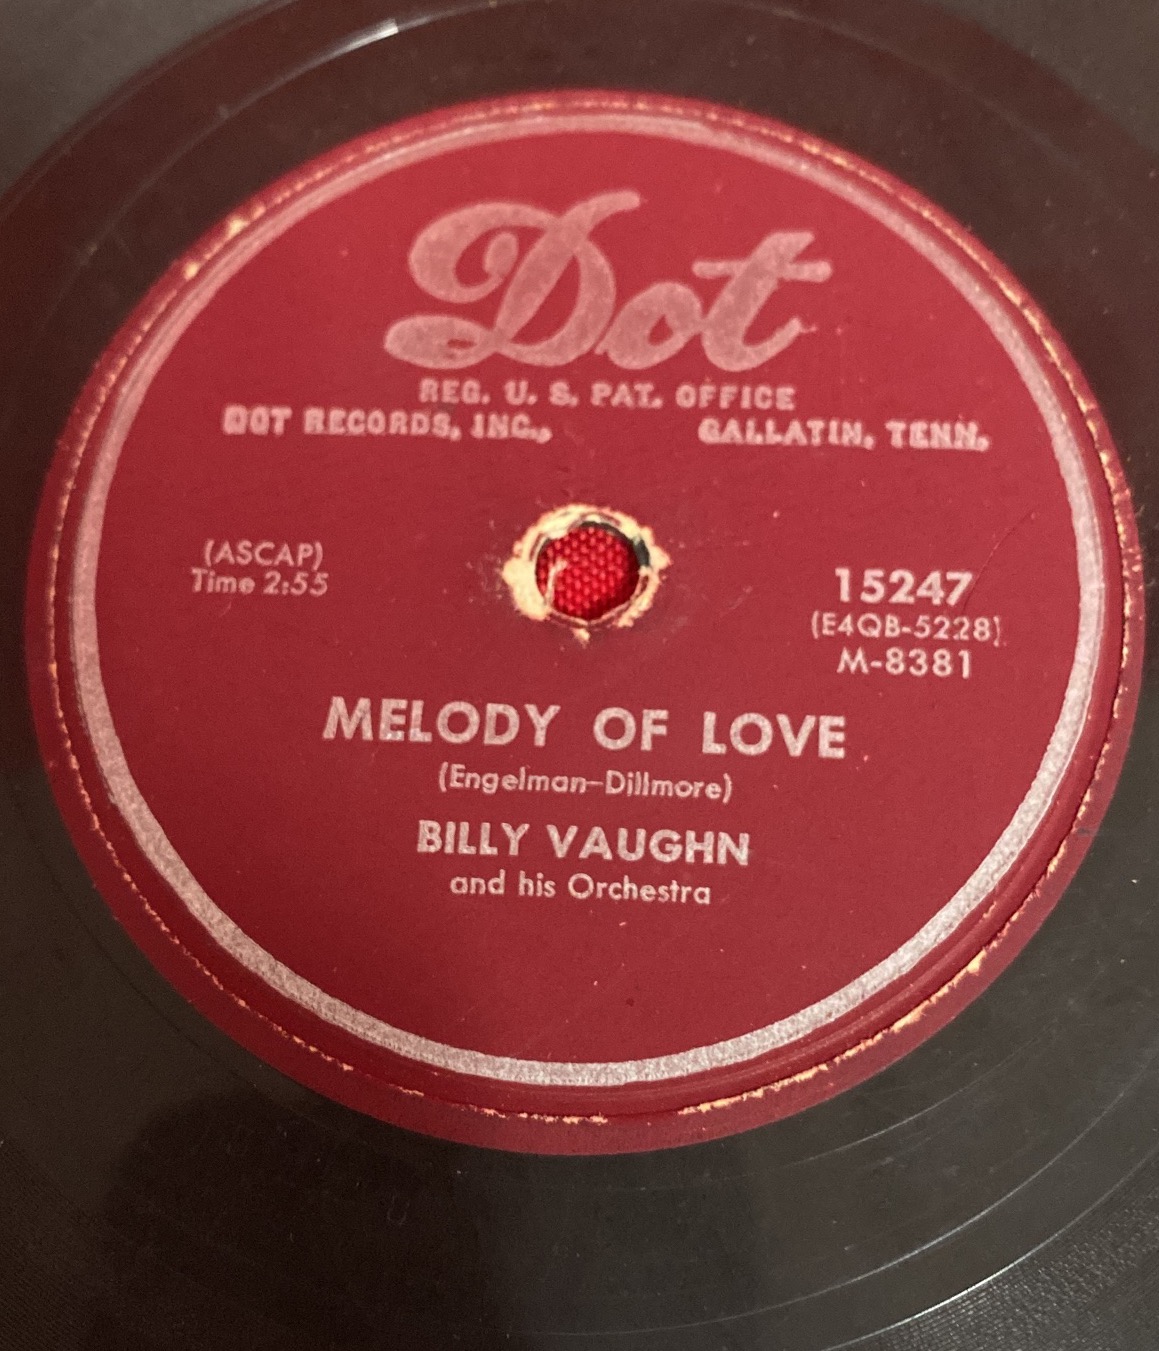 Dot
REG. U. S. PAT. OFFICE
DOT RECORDS, INC., GALLATIN, TENN.
(ASCAP)
Time 2:55
15247
(E4QB-5228)
M-8381
MELODY OF LOVE
(Engelman-Dillmore)
BILLY VAUGHN
and his Orchestra